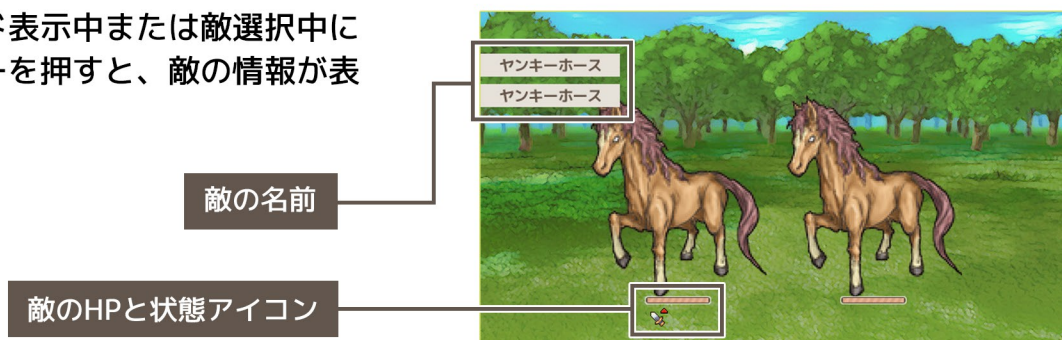 表示中または敵選択中に
を押すと、敵の情報が表
ヤンキーホース
ヤンキーホース
敵の名前
敵のHPと状態アイコン